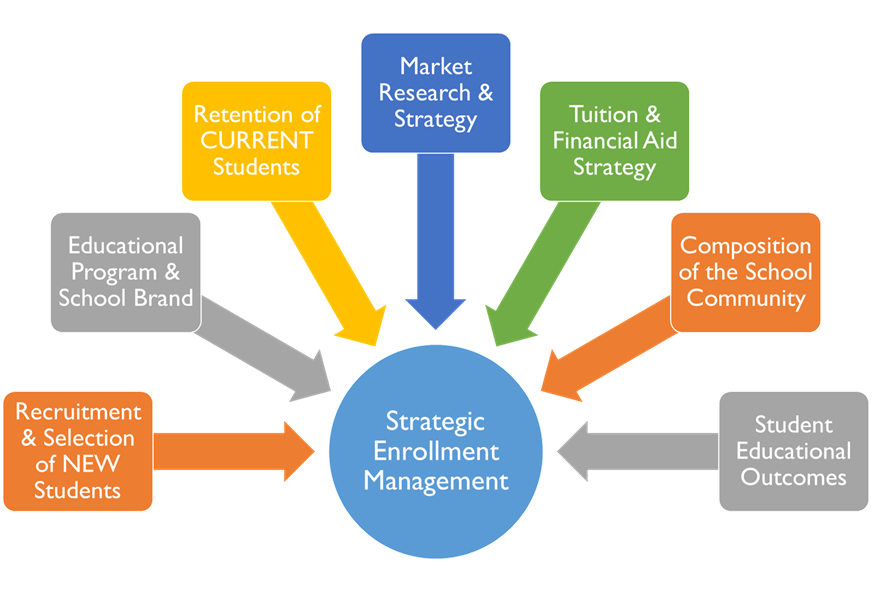 Market
Research &
Strategy
Retention of
CURRENT
Students
Tuition &
Financial Aid
Strategy
Educational
Program &
School Brand
Composition
of the School
Community
Recruitment
& Selection
of NEW
Students
Strategic
Enrollment
Management
Student
Educational
Outcomes